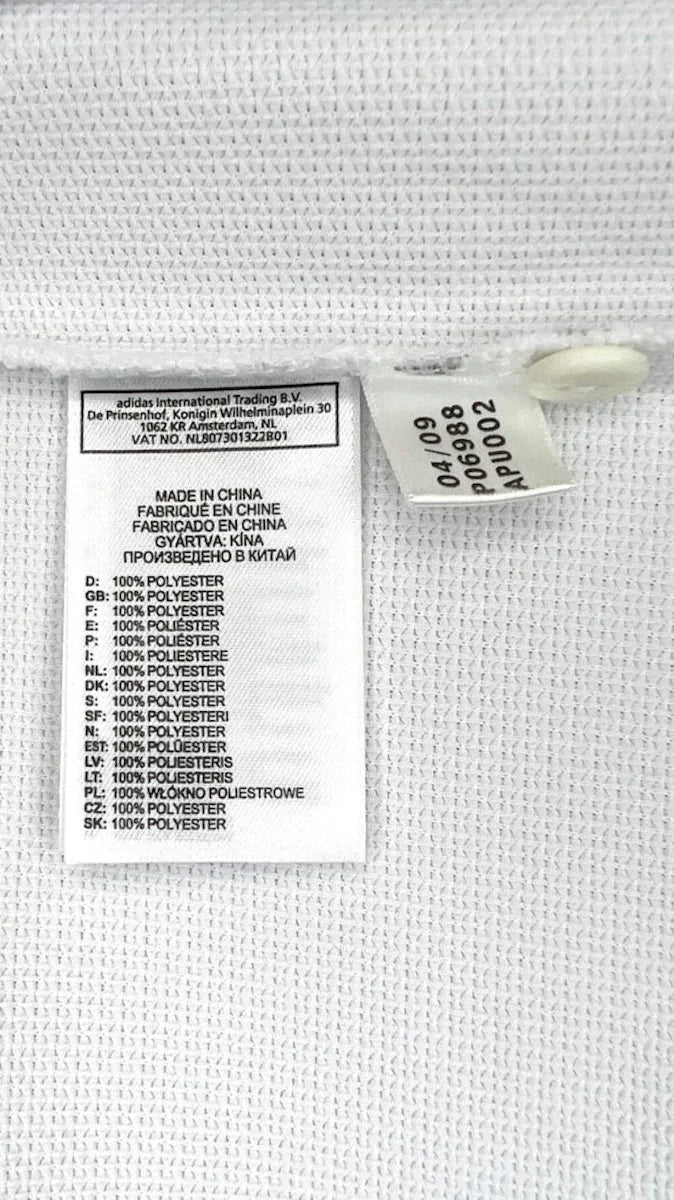 adidas International Trading B.V.
De Prinsenhof, Konigin Wilhelminaplein 30
1062 KR Amsterdam, NL
VAT NO. NL807301322B01
MADE IN CHINA
FABRIQUÉ EN CHINE
FABRICADO EN CHINA
GYÁRTVA: KÍNA
ПРОИЗВЕДЕНО В КИТАЙ
D: 100% POLYESTER
GB: 100% POLYESTER
F: 100% POLYESTER
E: 100% POLIÉSTER
P: 100% POLIÉSTER
I: 100% POLIESTERE
NL: 100% POLYESTER
DK: 100% POLYESTER
S: 100% POLYESTER
SF: 100% POLYESTERI
N: 100% POLYESTER
EST: 100% POLÜESTER
LV: 100% POLIESTERIS
LT: 100% POLIESTERIS
PL: 100% WŁÓKNO POLIESTROWE
CZ: 100% POLYESTER
SK: 100% POLYESTER
04/09
P06988
APU002